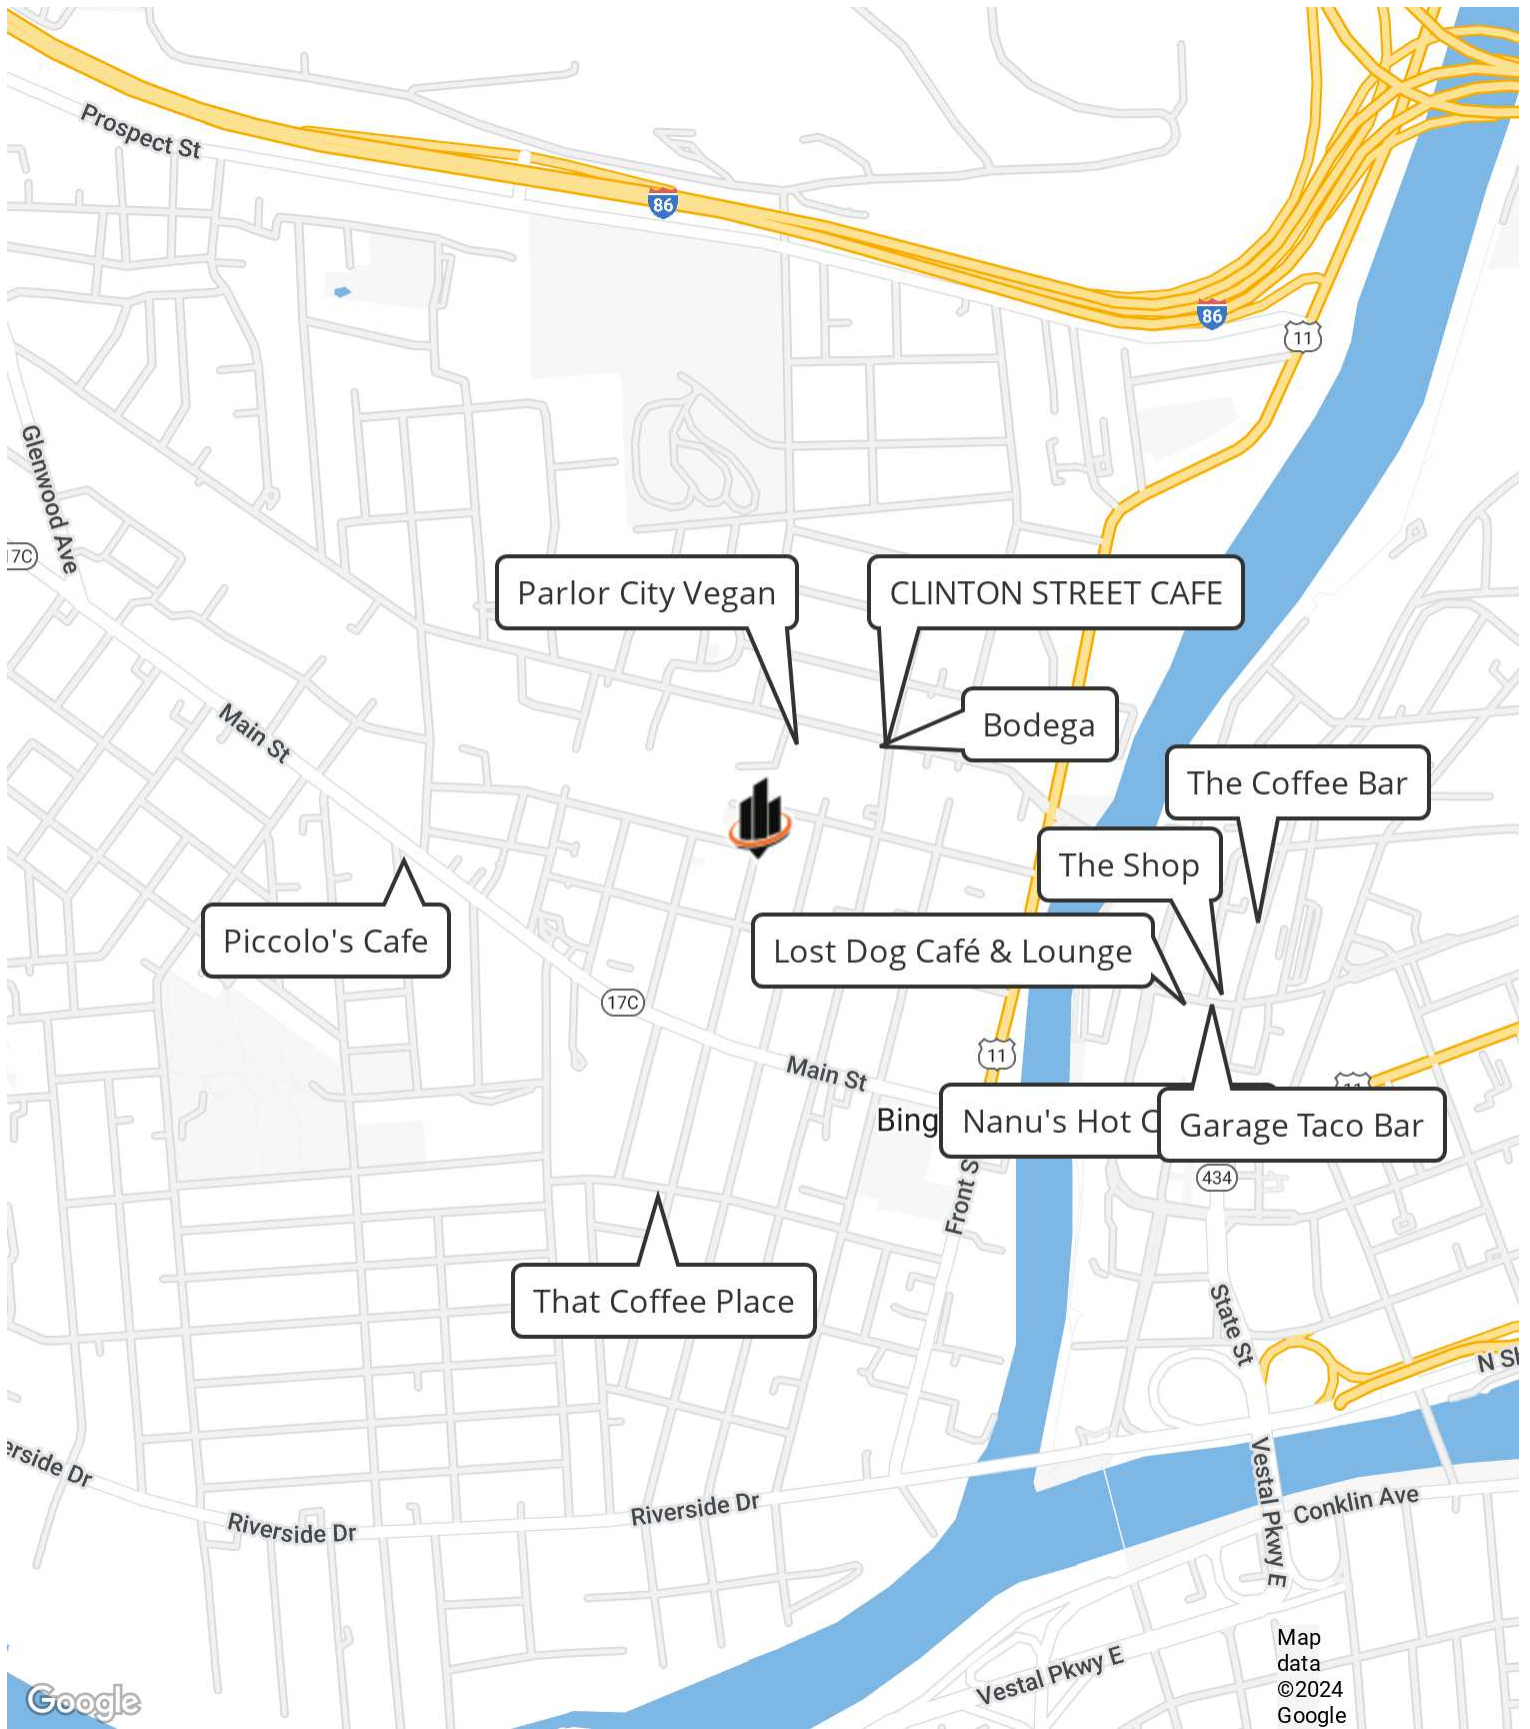 Prospect St
86
86
11
Glenwood Ave
17C
Parlor City Vegan
CLINTON STREET CAFE
Bodega
Main St
The Coffee Bar
The Shop
Piccolo's Cafe
Lost Dog Café & Lounge
17C
11
Main St
Bing
Nanu's Hot
Garage Taco Bar
434
Front S
That Coffee Place
State St
N Sh
erside Dr
Riverside Dr
Riverside Dr
Vestal Pkwy E
Conklin Ave
Vestal Pkwy E
Map
data
©2024
Google
Google